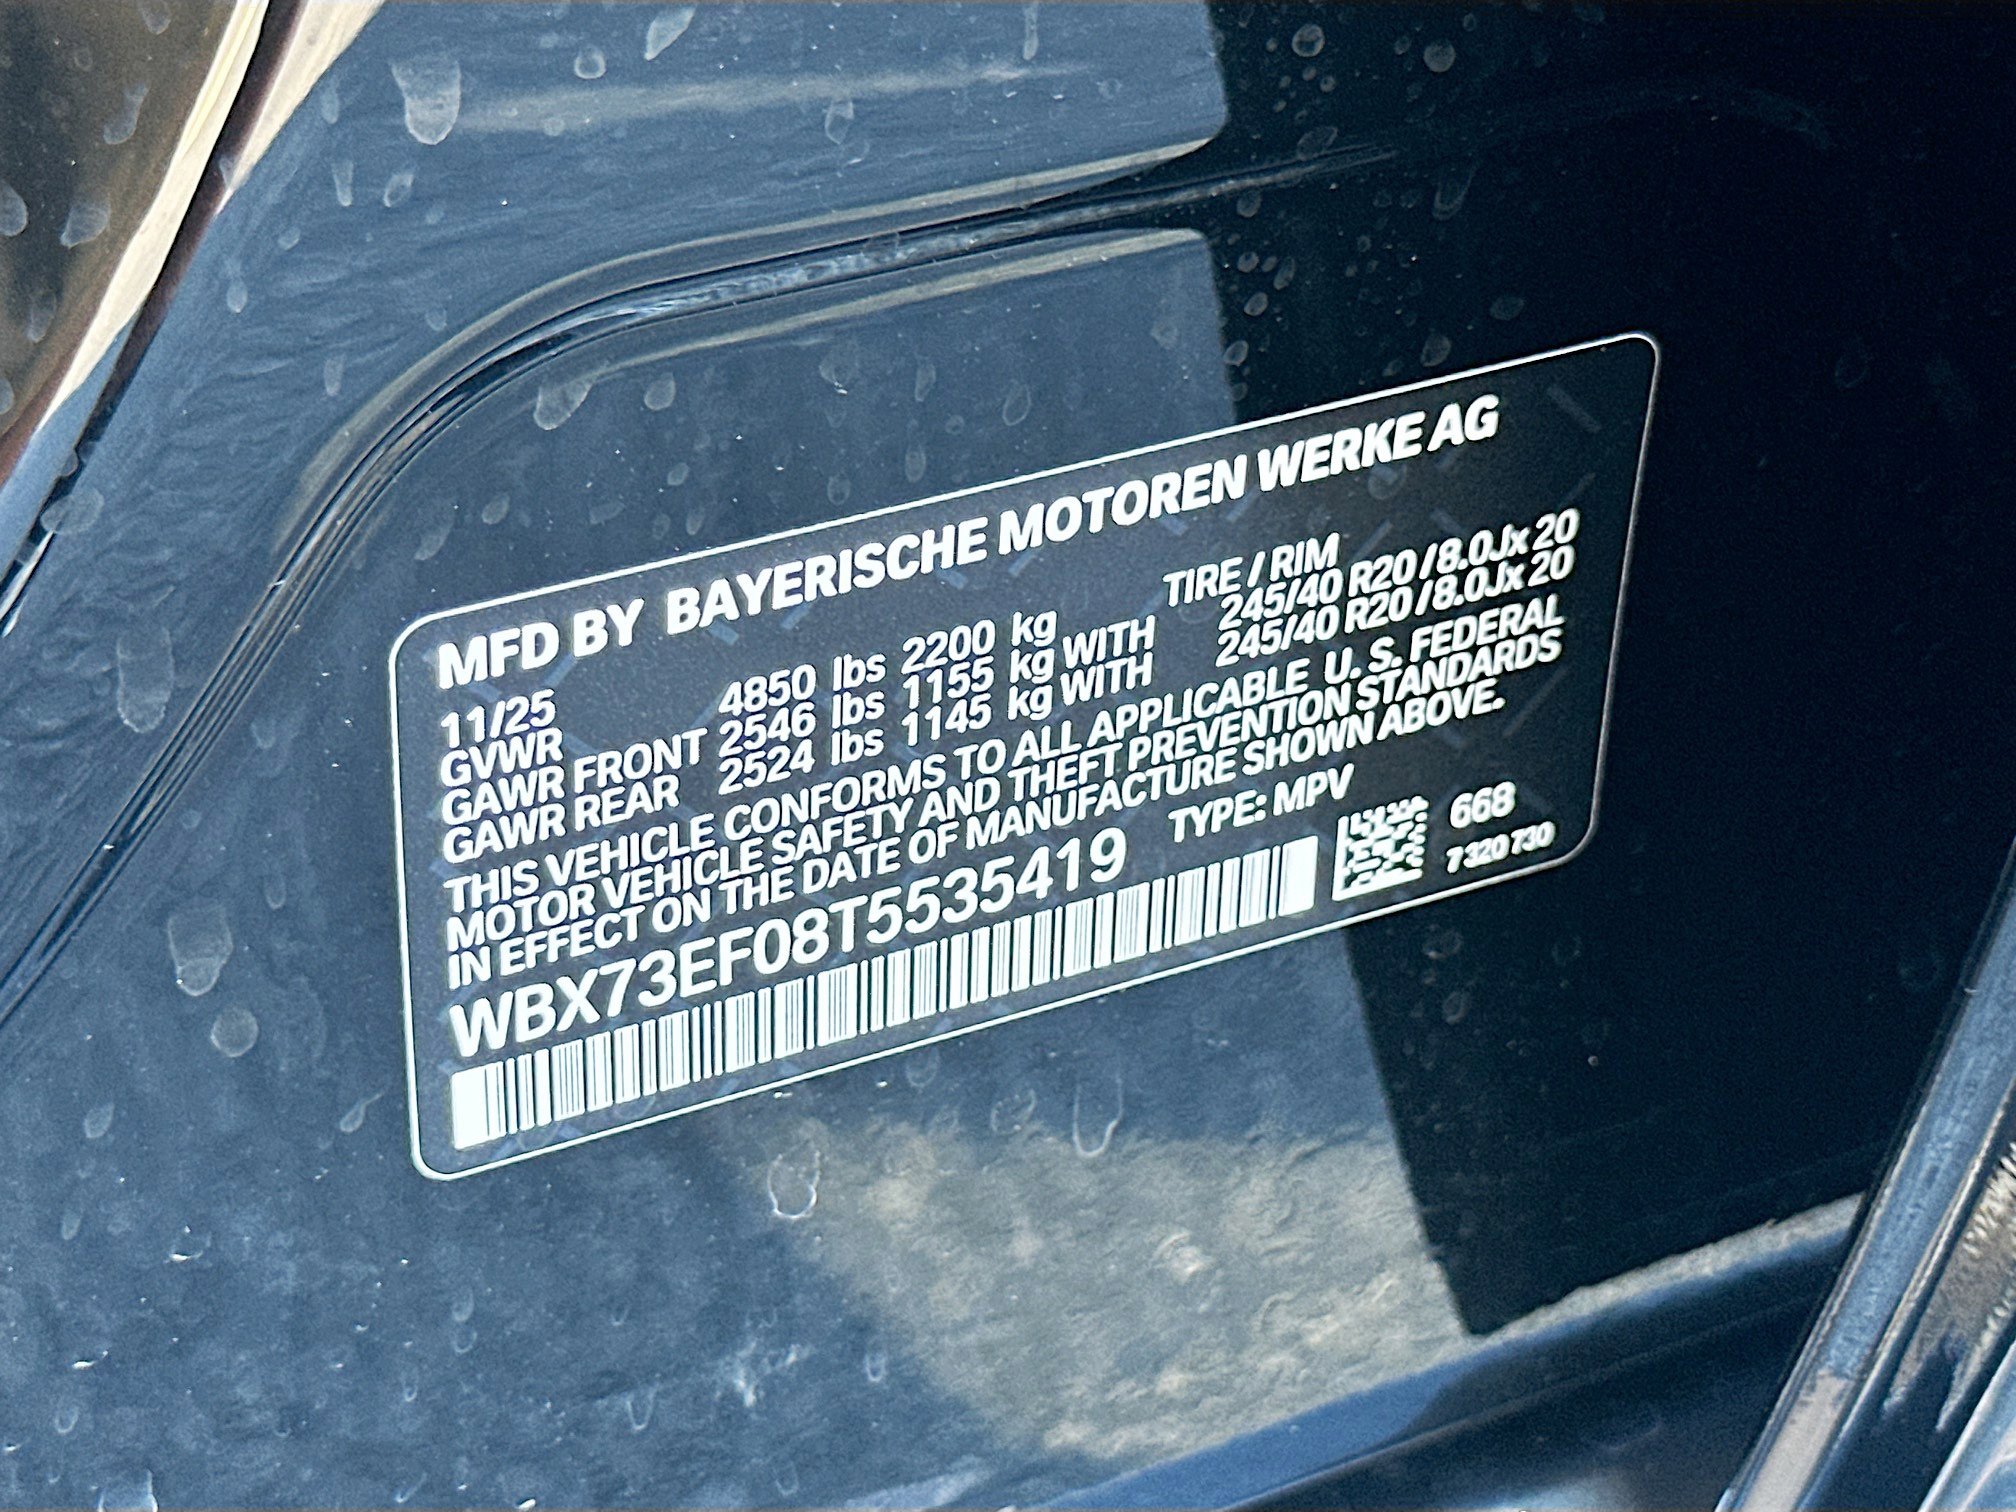 MFD BY BAYERISCHE MOTOREN WERKE AG
11/25 TIRE / RIM
GVWR 4850 lbs 2200 kg
GAWR FRONT 2546 lbs 1155 kg WITH 245/40 R20 / 8.0Jx 20
GAWR REAR 2524 lbs 1145 kg WITH 245/40 R20 / 8.0Jx 20
THIS VEHICLE CONFORMS TO ALL APPLICABLE U. S. FEDERAL
MOTOR VEHICLE SAFETY AND THEFT PREVENTION STANDARDS
IN EFFECT ON THE DATE OF MANUFACTURE SHOWN ABOVE.
WBX73EF08T5535419 TYPE: MPV
668
7 320 730